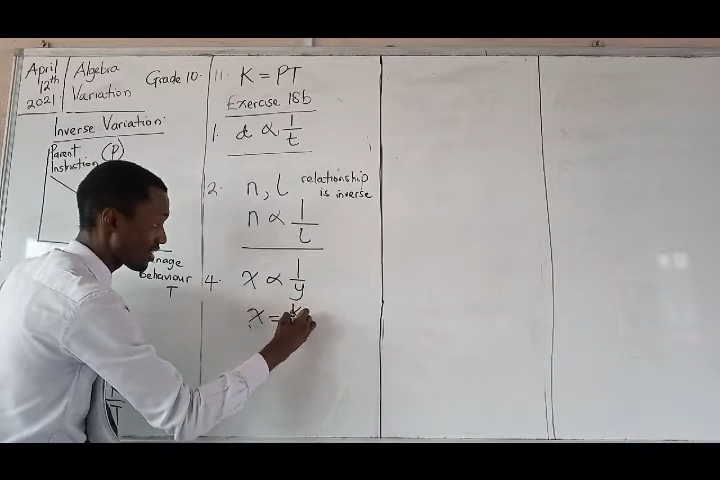 April 12th 2021
Algebra
Variation
Grade 10.
Inverse Variation.
Parent Instruction (P)
behaviour
T
11. K = PT
Exercise 18b
1. d ∝ 1/t
2. n, l relationship is inverse
n ∝ 1/l
4. x ∝ 1/y
x = k